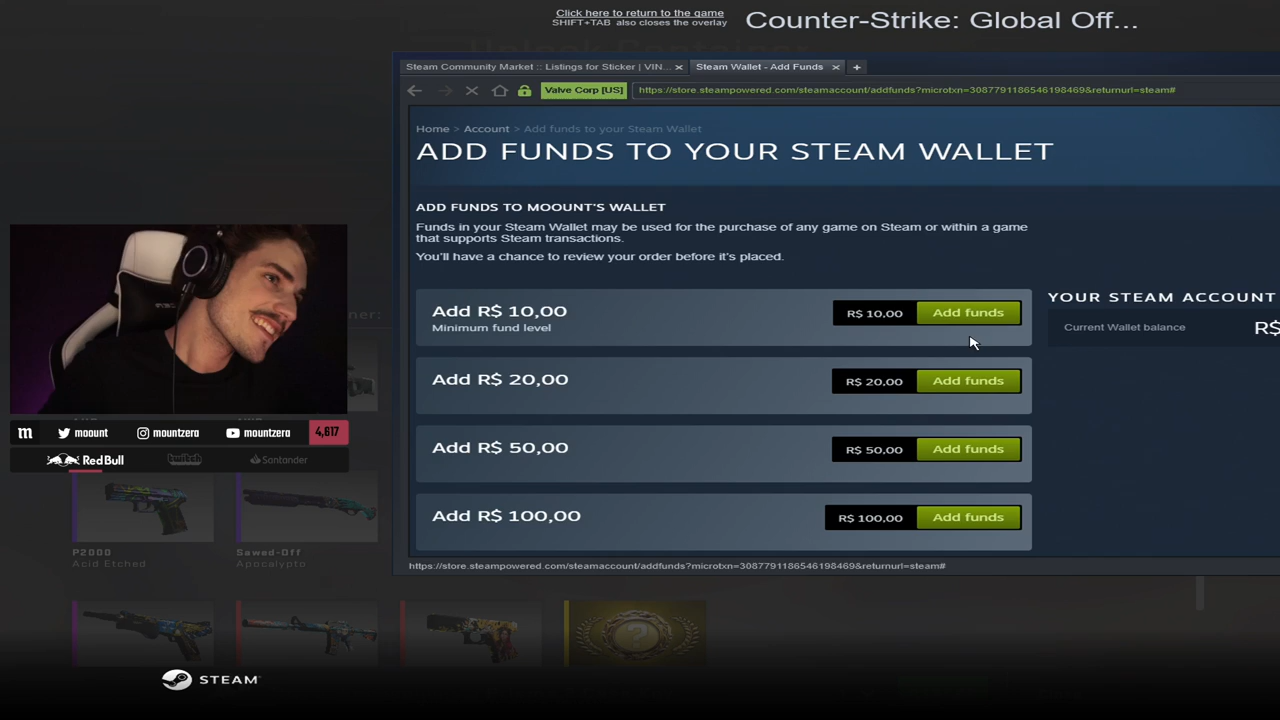 Click here to return to the game
SHIFT+TAB also closes the overlay
Counter-Strike: Global Off...
Unlock Container
Steam Community Market :: Listings for Sticker | VIN...
Steam Wallet - Add Funds
Valve Corp [US]
https://store.steampowered.com/steamaccount/addfunds?microtxn=3087791186546198469&returnurl=steam#
Home > Account > Add funds to your Steam Wallet
ADD FUNDS TO YOUR STEAM WALLET
ADD FUNDS TO MOOUNT'S WALLET
Funds in your Steam Wallet may be used for the purchase of any game on Steam or within a game
that supports Steam transactions.
You'll have a chance to review your order before it's placed.
Add R$ 10,00
Minimum fund level
R$ 10,00
Add funds
YOUR STEAM ACCOUNT
Current Wallet balance
R$
Add R$ 20,00
R$ 20,00
Add funds
Add R$ 50,00
R$ 50,00
Add funds
Add R$ 100,00
R$ 100,00
Add funds
https://store.steampowered.com/steamaccount/addfunds?microtxn=3087791186546198469&returnurl=steam#
m
moount
mountzera
mountzera
4,617
Red Bull
twitch
Santander
P2000
Acid Etched
Sawed-Off
Apocalypto
?
STEAM